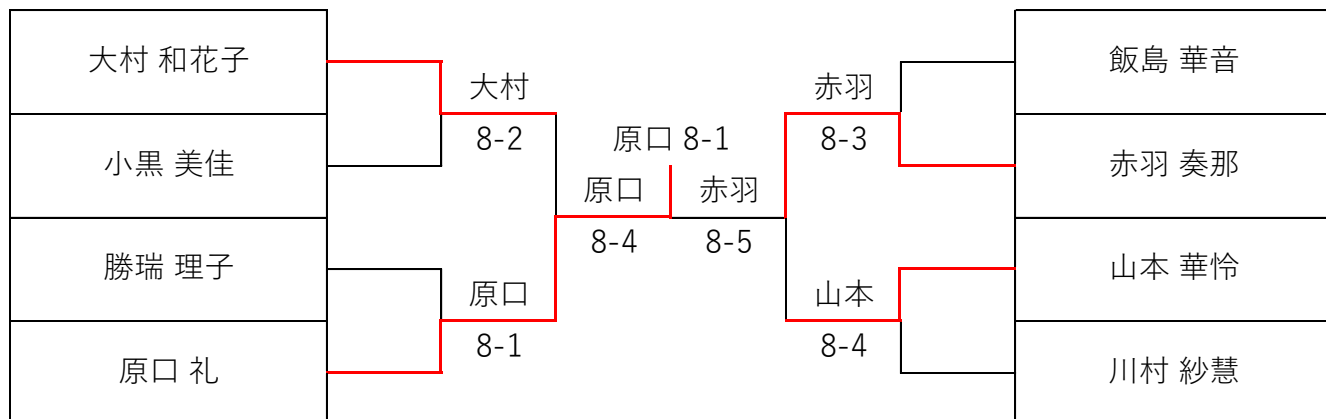 大村 和花子
小黒 美佳
勝瑞 理子
原口 礼
大村
8-2
原口
8-1
原口 8-1
原口
8-4
赤羽
8-5
赤羽
8-3
山本
8-4
飯島 華音
赤羽 奏那
山本 華怜
川村 紗慧